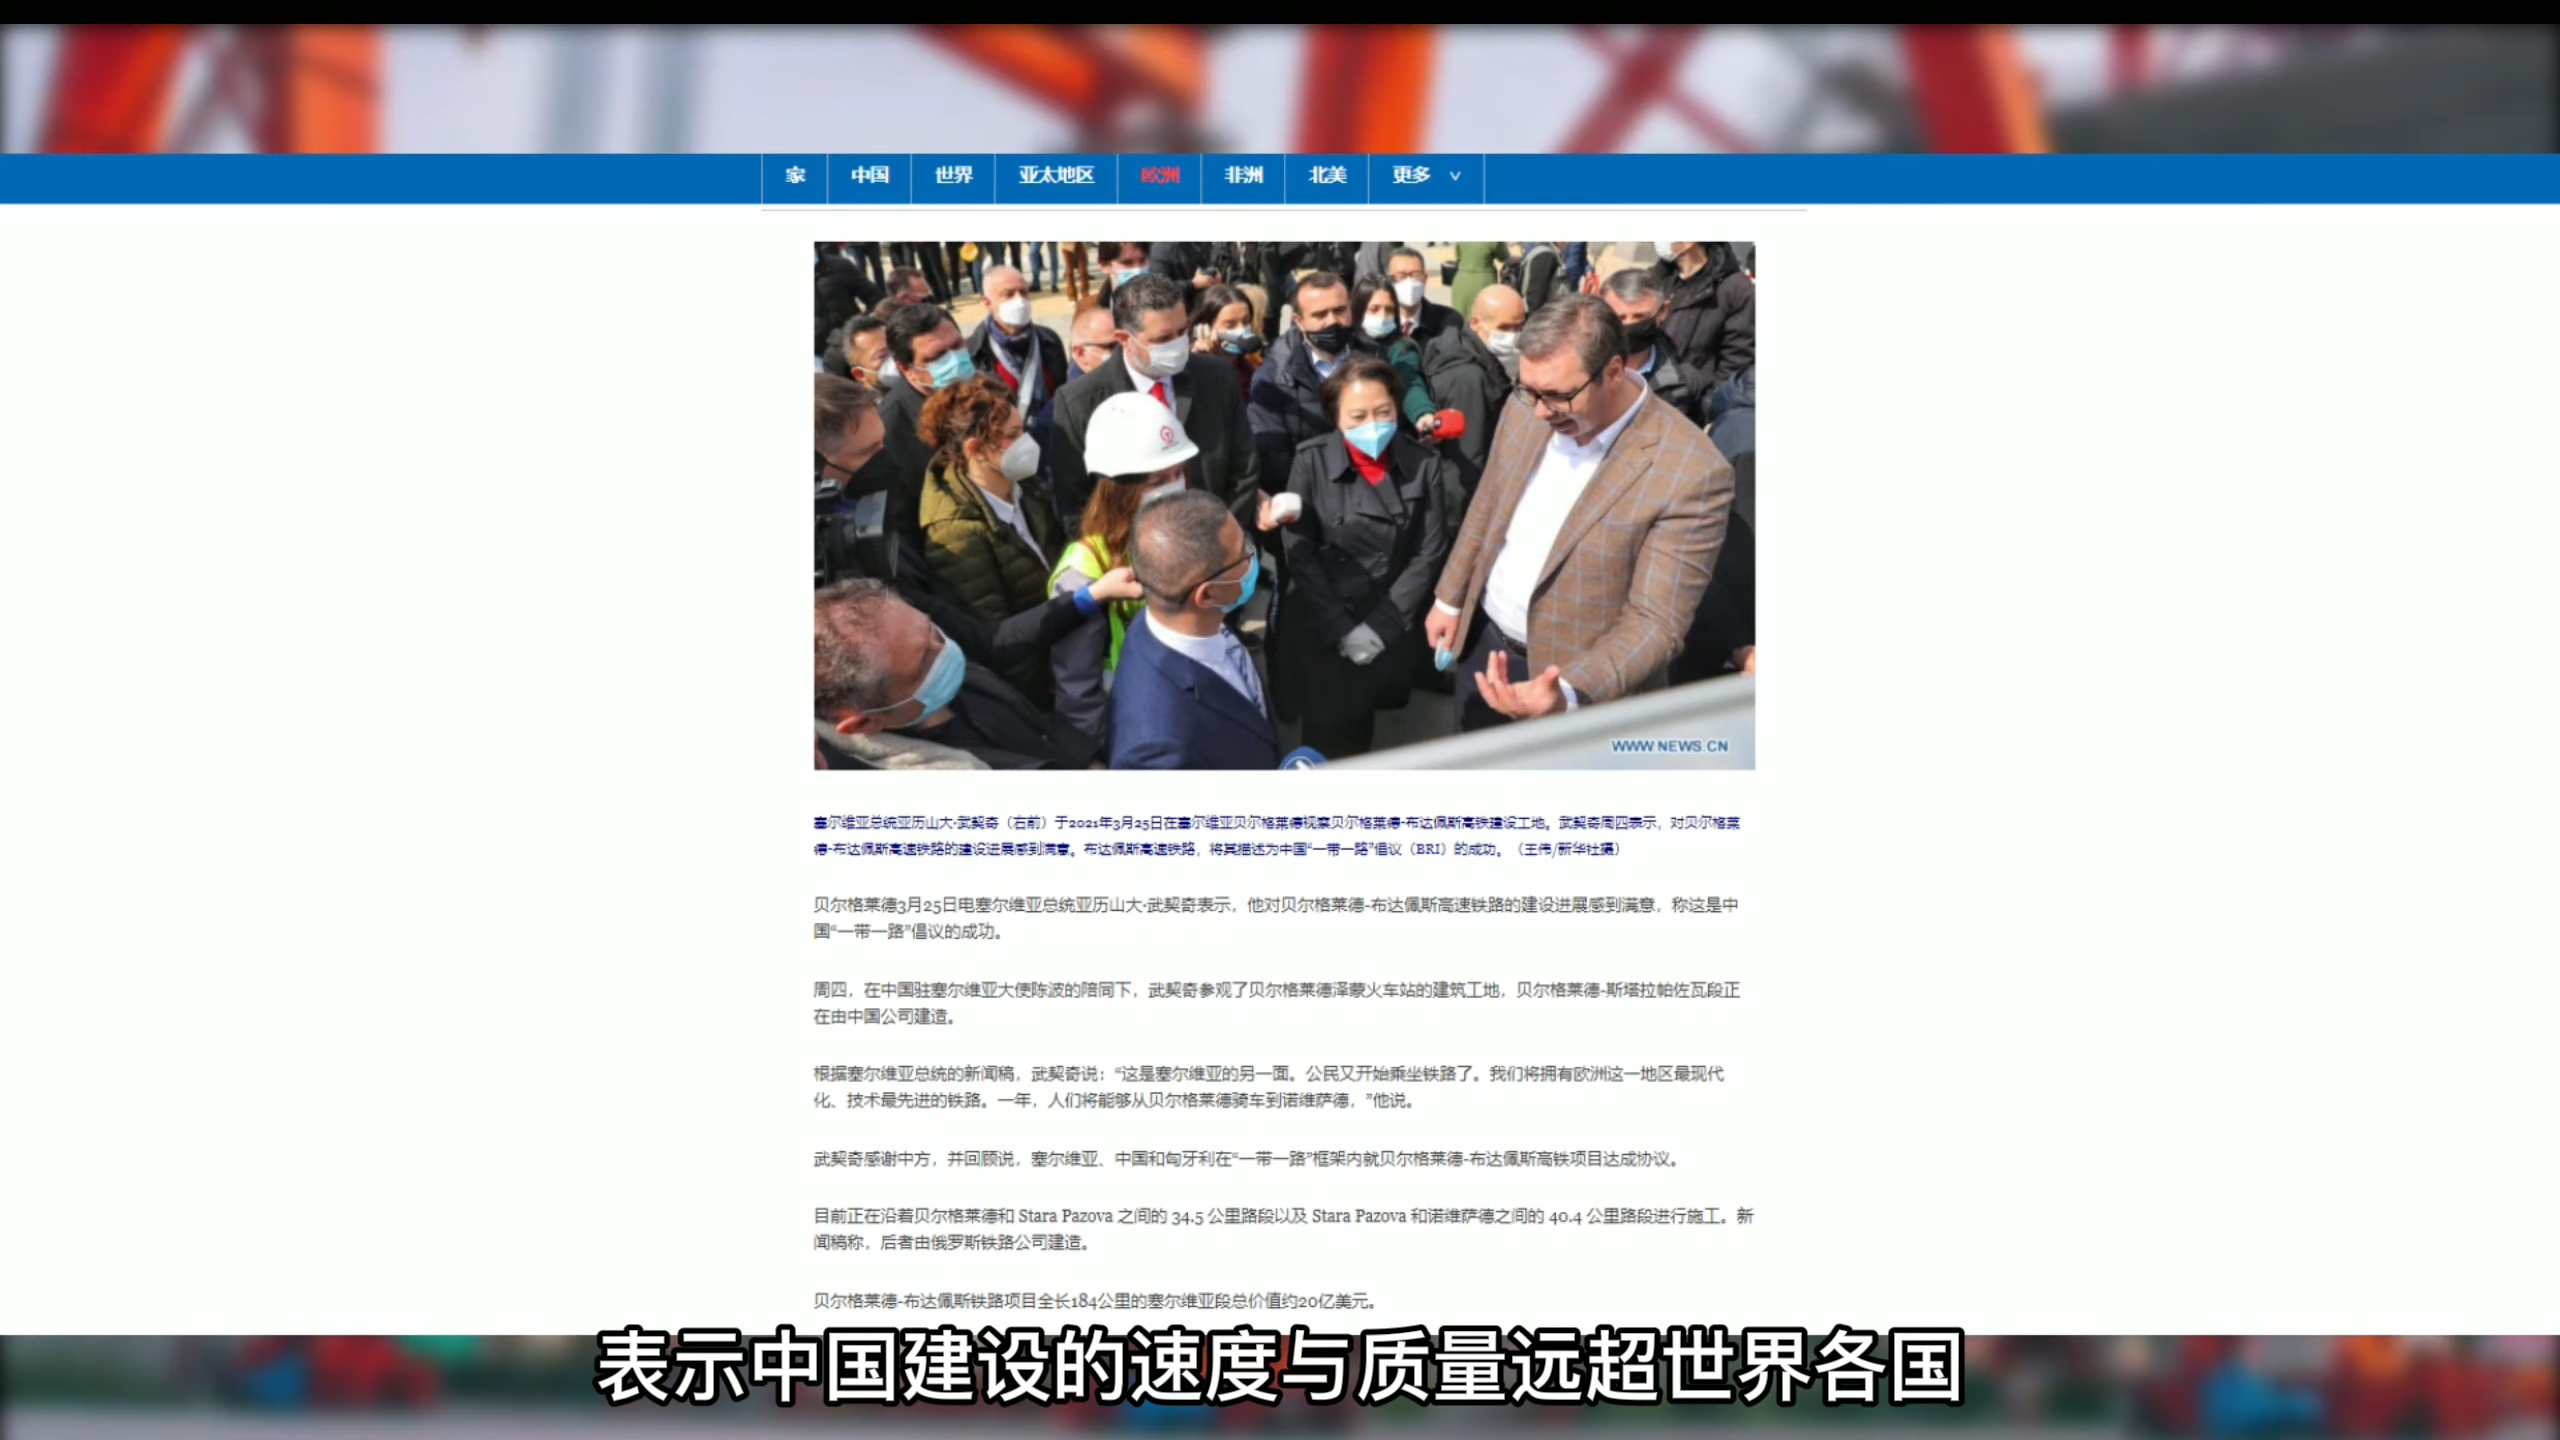 家 中国 世界 亚太地区 欧洲 非洲 北美 更多
WWW.NEWS.CN
塞尔维亚总统亚历山大·武契奇（右前）于2021年3月25日在塞尔维亚贝尔格莱德视察贝尔格莱德-布达佩斯高铁建设工地。武契奇周四表示，对贝尔格莱
德-布达佩斯高速铁路的建设进展感到满意。布达佩斯高速铁路，将其描述为中国“一带一路”倡议（BRI）的成功。（王伟/新华社摄）
贝尔格莱德3月25日电塞尔维亚总统亚历山大·武契奇表示，他对贝尔格莱德-布达佩斯高速铁路的建设进展感到满意，称这是中
国“一带一路”倡议的成功。
周四，在中国驻塞尔维亚大使陈波的陪同下，武契奇参观了贝尔格莱德泽蒙火车站的建筑工地，贝尔格莱德-斯塔拉帕佐瓦段正
在由中国公司建造。
根据塞尔维亚总统的新闻稿，武契奇说：“这是塞尔维亚的另一面。公民又开始乘坐铁路了。我们将拥有欧洲这一地区最现代
化、技术最先进的铁路。一年，人们将能够从贝尔格莱德骑车到诺维萨德，”他说。
武契奇感谢中方，并回顾说，塞尔维亚、中国和匈牙利在“一带一路”框架内就贝尔格莱德-布达佩斯高铁项目达成协议。
目前正在沿着贝尔格莱德和 Stara Pazova 之间的 34.5 公里路段以及 Stara Pazova 和诺维萨德之间的 40.4 公里路段进行施工。新
闻稿称，后者由俄罗斯铁路公司建造。
贝尔格莱德-布达佩斯铁路项目全长184公里的塞尔维亚段总价值约20亿美元。
表示中国建设的速度与质量远超世界各国